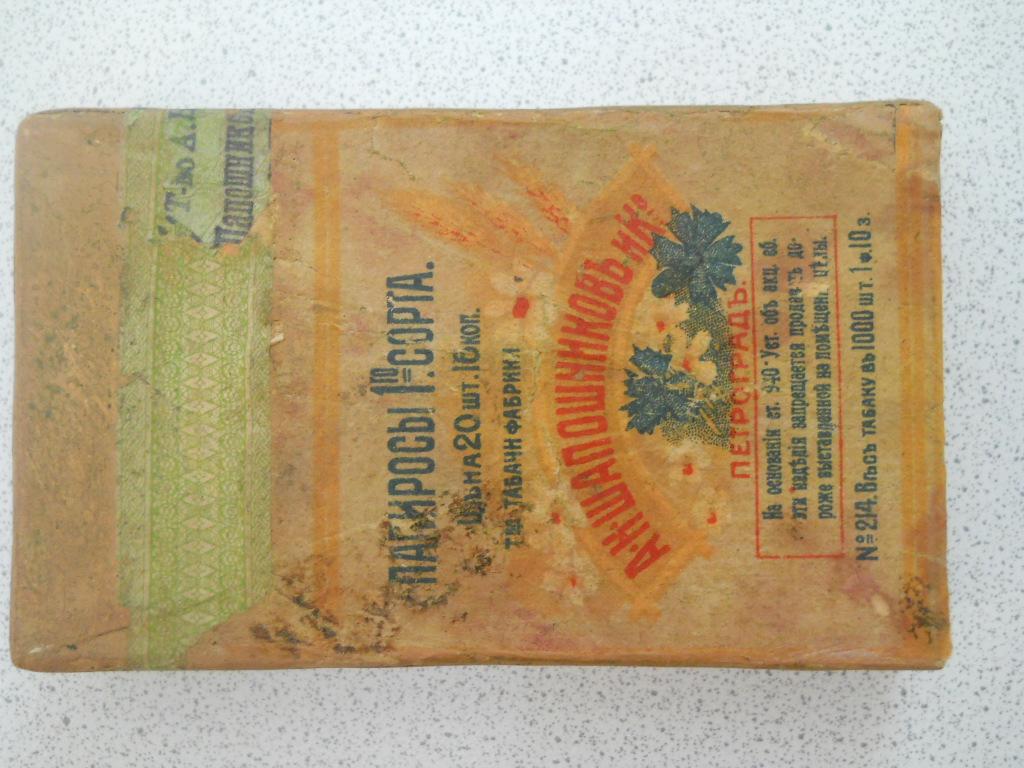 Т-во А.Н
Шапошников
ПАПИРОСЫ 1го СОРТА.
Цѣна 20 шт. 16 коп.
Т-ва ТАБАЧН ФАБРИКИ
А·Н·ШАПОШНИКОВЪ и Ко
ПЕТРОГРАДЪ.
На основаніи ст. 940 Уст. объ акц. сб.
эти издѣлія запрещается продавать до-
роже выставленной на помѣщен. цѣны.
№ 214. Вѣсъ ТАБАКУ въ 1000 шт. 1 ф. 10 з.